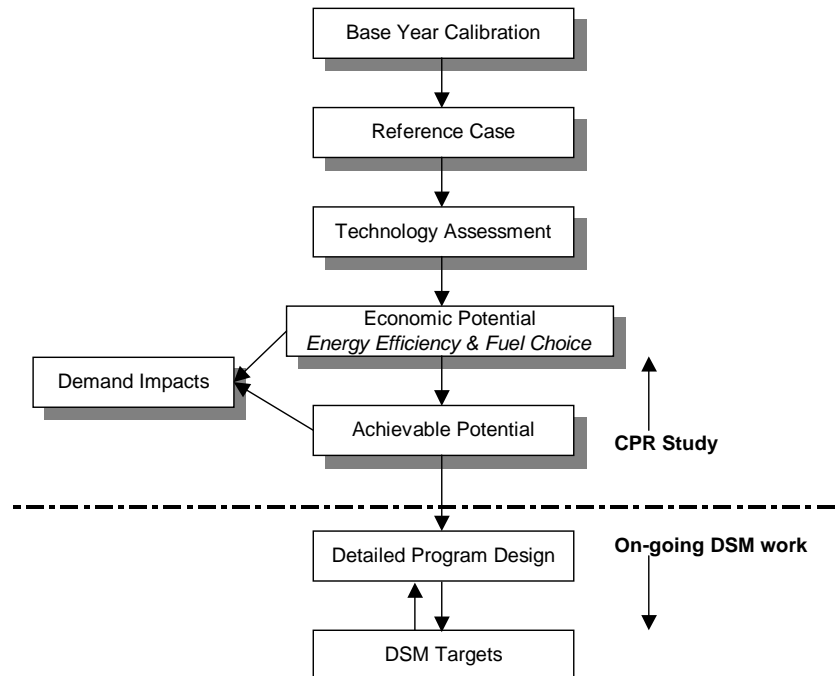 Base Year Calibration
Reference Case
Technology Assessment
Economic Potential
Energy Efficiency & Fuel Choice
Demand Impacts
Achievable Potential
CPR Study
Detailed Program Design
On-going DSM work
DSM Targets